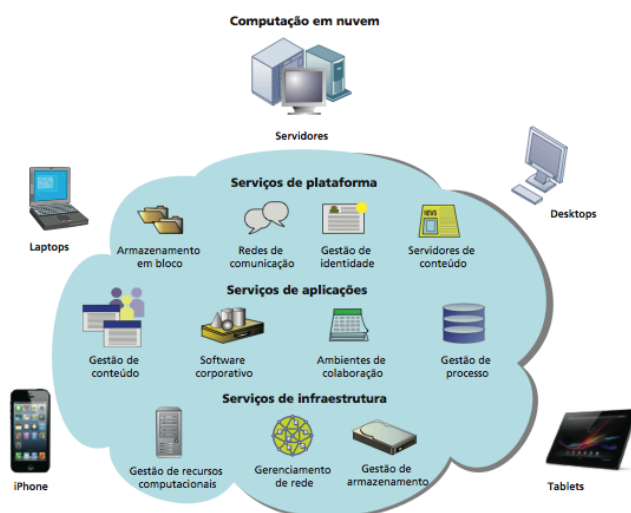 Computação em nuvem
Servidores
Laptops
Desktops
Serviços de plataforma
Armazenamento
em bloco
Redes de
comunicação
Gestão de
identidade
NEWS
Servidores
de conteúdo
Serviços de aplicações
Gestão de
conteúdo
Software
corporativo
Ambientes de
colaboração
Gestão de
processo
Serviços de infraestrutura
Gestão de recursos
computacionais
Gerenciamento
de rede
Gestão de
armazenamento
iPhone
Tablets